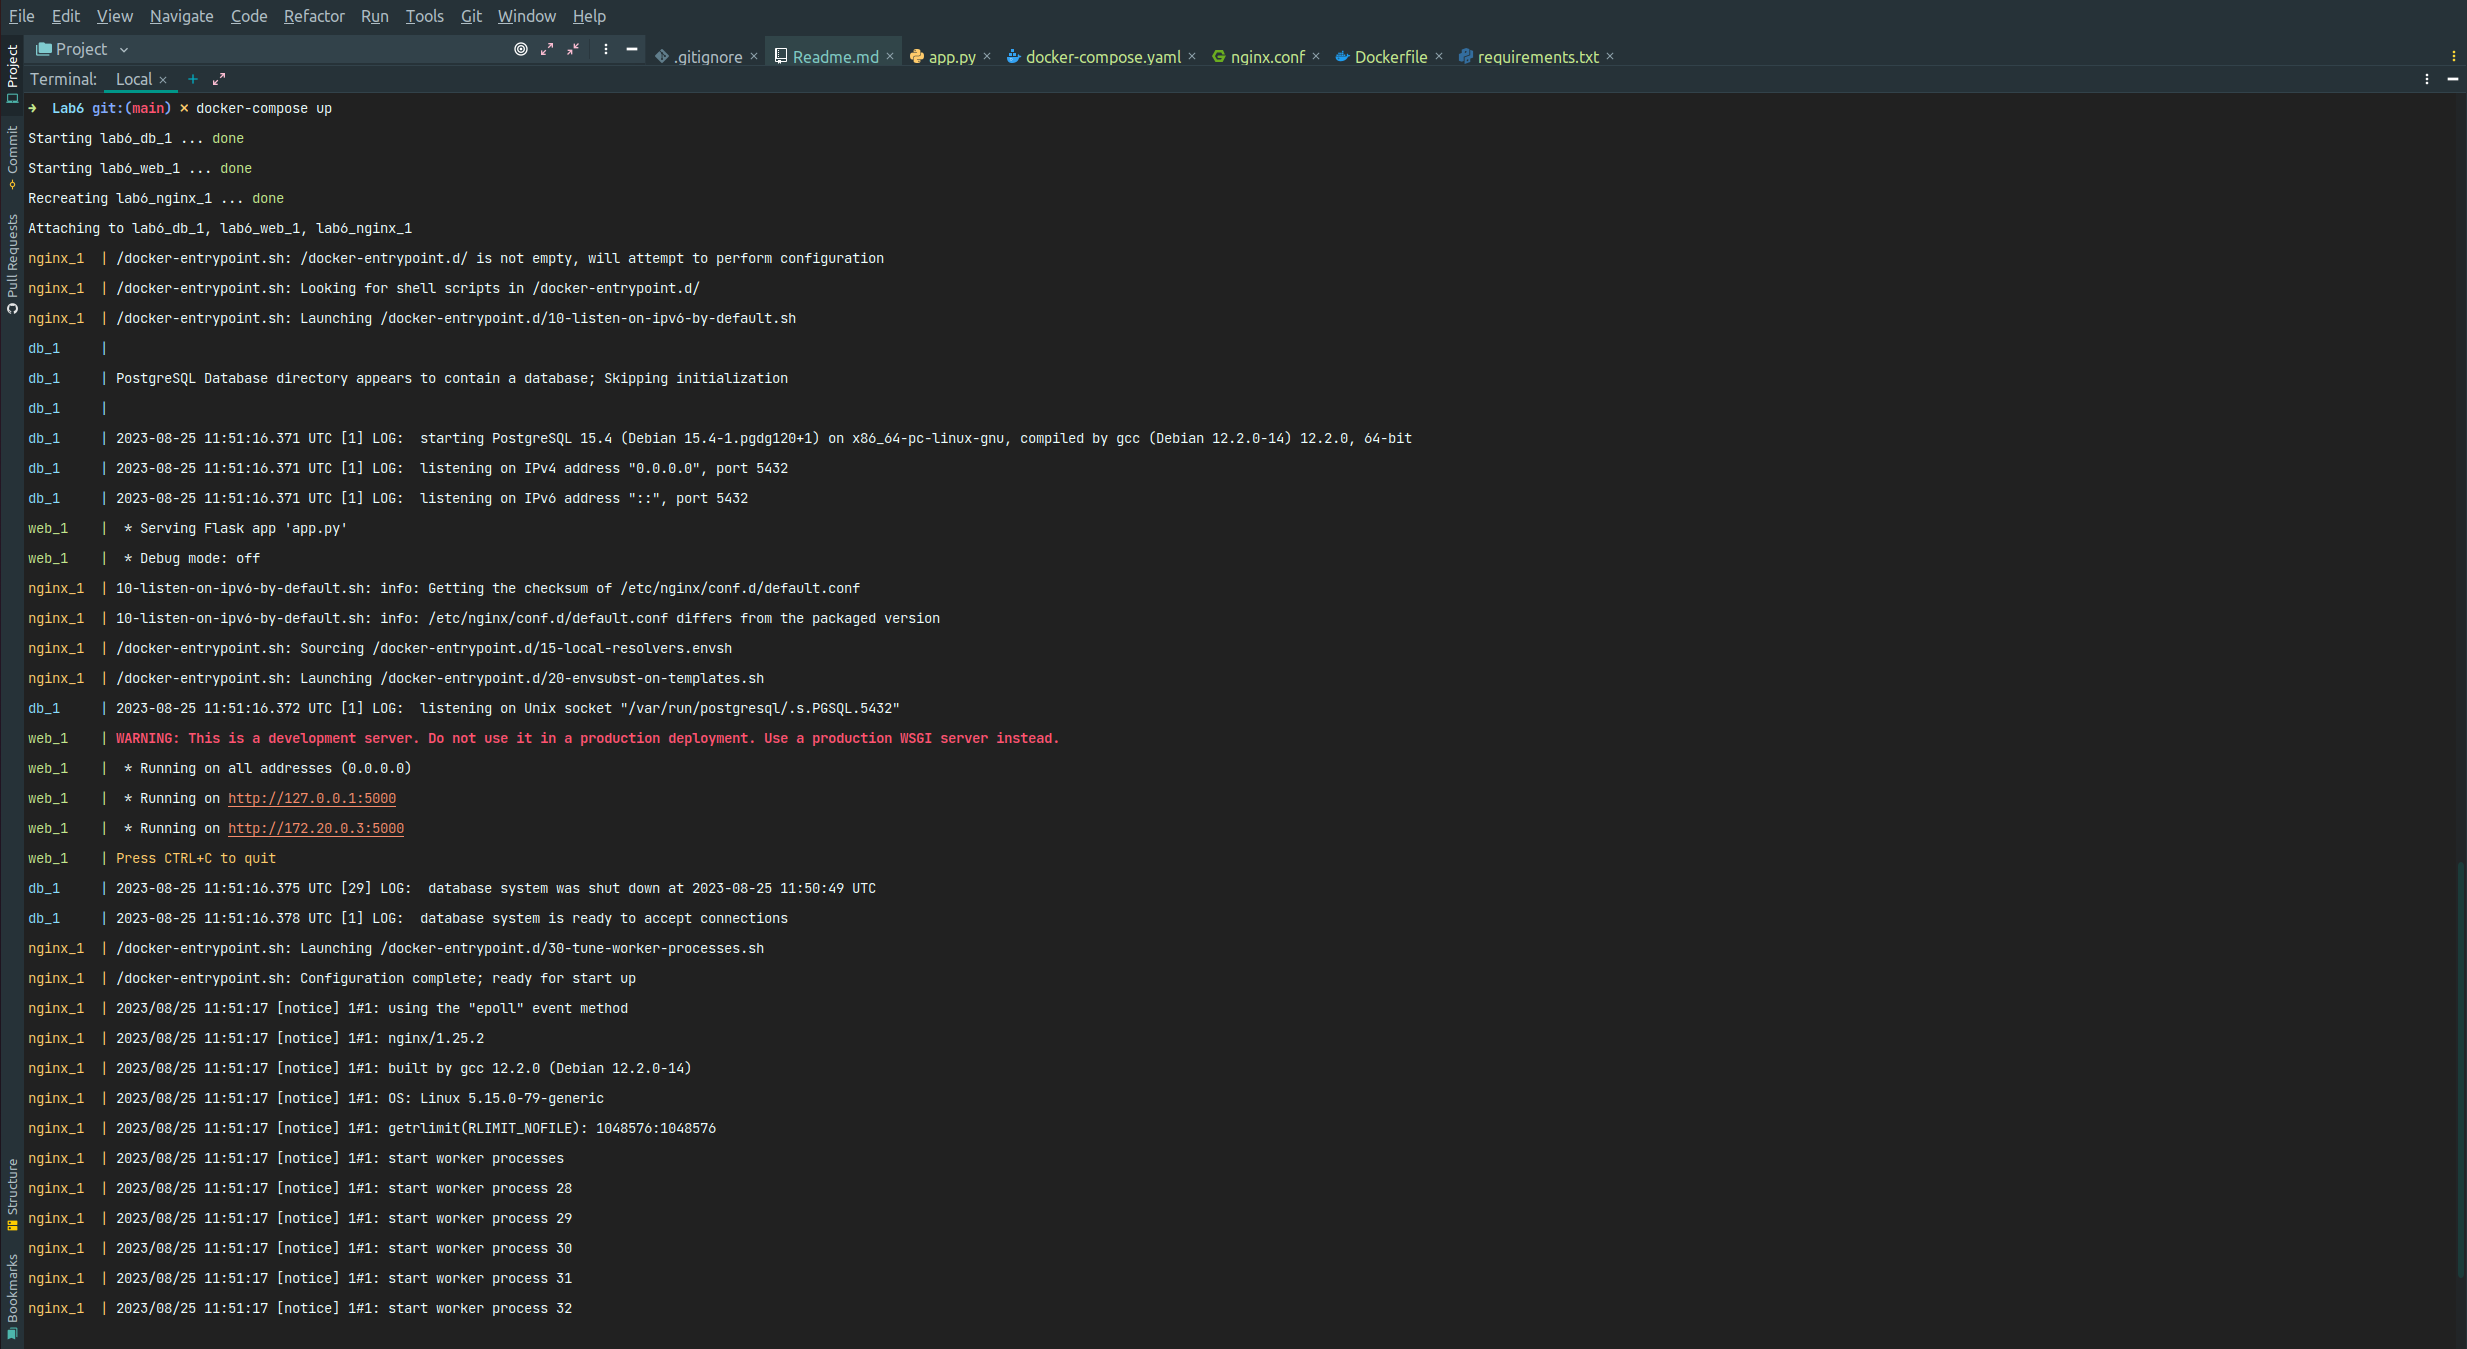 File Edit View Navigate Code Refactor Run Tools Git Window Help
Project
.gitignore Readme.md app.py docker-compose.yaml nginx.conf Dockerfile requirements.txt
Terminal: Local
Project
Commit
Pull Requests
Structure
Bookmarks
➜ Lab6 git:(main) ✗ docker-compose up
Starting lab6_db_1 ... done
Starting lab6_web_1 ... done
Recreating lab6_nginx_1 ... done
Attaching to lab6_db_1, lab6_web_1, lab6_nginx_1
nginx_1 | /docker-entrypoint.sh: /docker-entrypoint.d/ is not empty, will attempt to perform configuration
nginx_1 | /docker-entrypoint.sh: Looking for shell scripts in /docker-entrypoint.d/
nginx_1 | /docker-entrypoint.sh: Launching /docker-entrypoint.d/10-listen-on-ipv6-by-default.sh
db_1 |
db_1 | PostgreSQL Database directory appears to contain a database; Skipping initialization
db_1 |
db_1 | 2023-08-25 11:51:16.371 UTC [1] LOG:  starting PostgreSQL 15.4 (Debian 15.4-1.pgdg120+1) on x86_64-pc-linux-gnu, compiled by gcc (Debian 12.2.0-14) 12.2.0, 64-bit
db_1 | 2023-08-25 11:51:16.371 UTC [1] LOG:  listening on IPv4 address "0.0.0.0", port 5432
db_1 | 2023-08-25 11:51:16.371 UTC [1] LOG:  listening on IPv6 address "::", port 5432
web_1 |  * Serving Flask app 'app.py'
web_1 |  * Debug mode: off
nginx_1 | 10-listen-on-ipv6-by-default.sh: info: Getting the checksum of /etc/nginx/conf.d/default.conf
nginx_1 | 10-listen-on-ipv6-by-default.sh: info: /etc/nginx/conf.d/default.conf differs from the packaged version
nginx_1 | /docker-entrypoint.sh: Sourcing /docker-entrypoint.d/15-local-resolvers.envsh
nginx_1 | /docker-entrypoint.sh: Launching /docker-entrypoint.d/20-envsubst-on-templates.sh
db_1 | 2023-08-25 11:51:16.372 UTC [1] LOG:  listening on Unix socket "/var/run/postgresql/.s.PGSQL.5432"
web_1 | WARNING: This is a development server. Do not use it in a production deployment. Use a production WSGI server instead.
web_1 |  * Running on all addresses (0.0.0.0)
web_1 |  * Running on http://127.0.0.1:5000
web_1 |  * Running on http://172.20.0.3:5000
web_1 | Press CTRL+C to quit
db_1 | 2023-08-25 11:51:16.375 UTC [29] LOG:  database system was shut down at 2023-08-25 11:50:49 UTC
db_1 | 2023-08-25 11:51:16.378 UTC [1] LOG:  database system is ready to accept connections
nginx_1 | /docker-entrypoint.sh: Launching /docker-entrypoint.d/30-tune-worker-processes.sh
nginx_1 | /docker-entrypoint.sh: Configuration complete; ready for start up
nginx_1 | 2023/08/25 11:51:17 [notice] 1#1: using the "epoll" event method
nginx_1 | 2023/08/25 11:51:17 [notice] 1#1: nginx/1.25.2
nginx_1 | 2023/08/25 11:51:17 [notice] 1#1: built by gcc 12.2.0 (Debian 12.2.0-14)
nginx_1 | 2023/08/25 11:51:17 [notice] 1#1: OS: Linux 5.15.0-79-generic
nginx_1 | 2023/08/25 11:51:17 [notice] 1#1: getrlimit(RLIMIT_NOFILE): 1048576:1048576
nginx_1 | 2023/08/25 11:51:17 [notice] 1#1: start worker processes
nginx_1 | 2023/08/25 11:51:17 [notice] 1#1: start worker process 28
nginx_1 | 2023/08/25 11:51:17 [notice] 1#1: start worker process 29
nginx_1 | 2023/08/25 11:51:17 [notice] 1#1: start worker process 30
nginx_1 | 2023/08/25 11:51:17 [notice] 1#1: start worker process 31
nginx_1 | 2023/08/25 11:51:17 [notice] 1#1: start worker process 32